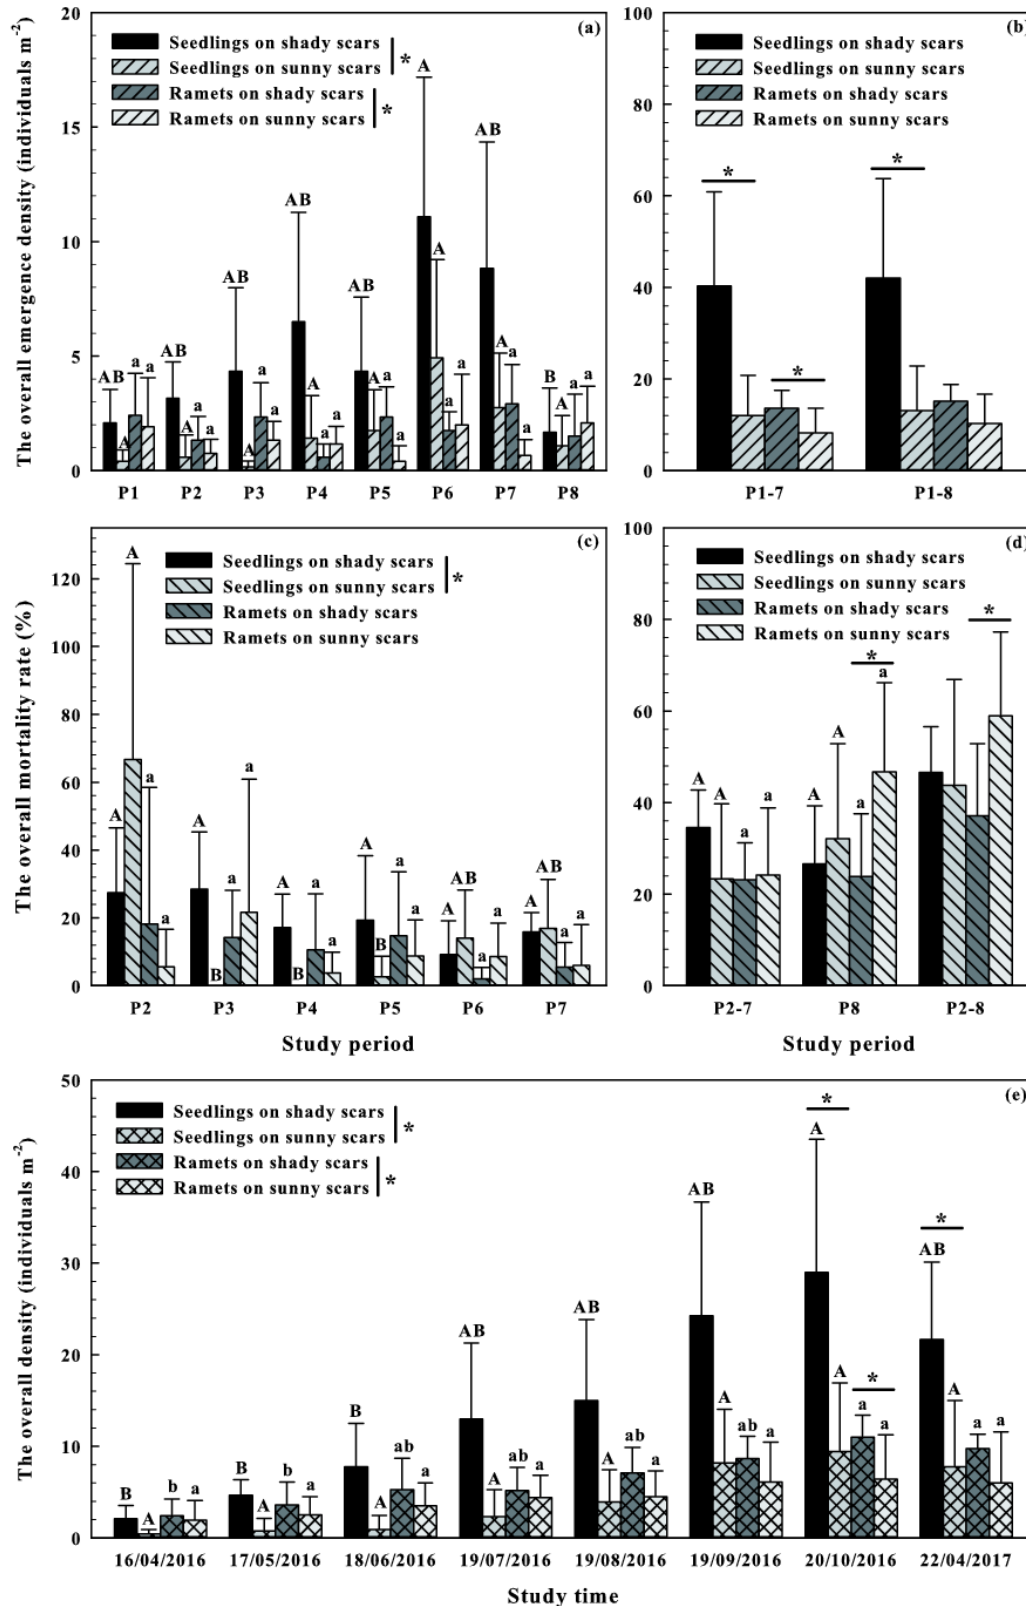 The overall emergence density (individuals m-2)
20
15
10
5
0
(a)
Seedlings on shady scars
Seedlings on sunny scars
Ramets on shady scars
Ramets on sunny scars
*
*
AB A a a
AB a a a
AB A a a
AB A a a
AB A a a
A A a a
AB A a a
B A a a
P1 P2 P3 P4 P5 P6 P7 P8
100
80
60
40
20
0
(b)
Seedlings on shady scars
Seedlings on sunny scars
Ramets on shady scars
Ramets on sunny scars
* * *
P1-7 P1-8
The overall mortality rate (%)
120
100
80
60
40
20
0
(c)
Seedlings on shady scars
Seedlings on sunny scars
Ramets on shady scars
Ramets on sunny scars
*
A A a a
A B a a
A B a a
A B a a
A AB a a
AB A a a
P2 P3 P4 P5 P6 P7
Study period
100
80
60
40
20
0
(d)
Seedlings on shady scars
Seedlings on sunny scars
Ramets on shady scars
Ramets on sunny scars
A A a a
A A a a
* *
P2-7 P8 P2-8
Study period
The overall density (individuals m-2)
50
40
30
20
10
0
(e)
Seedlings on shady scars
Seedlings on sunny scars
Ramets on shady scars
Ramets on sunny scars
*
*
B A b a
B A b a
B A ab a
AB A ab a
AB A ab a
AB A ab a
* A A * a a
* AB A a a
16/04/2016 17/05/2016 18/06/2016 19/07/2016 19/08/2016 19/09/2016 20/10/2016 22/04/2017
Study time